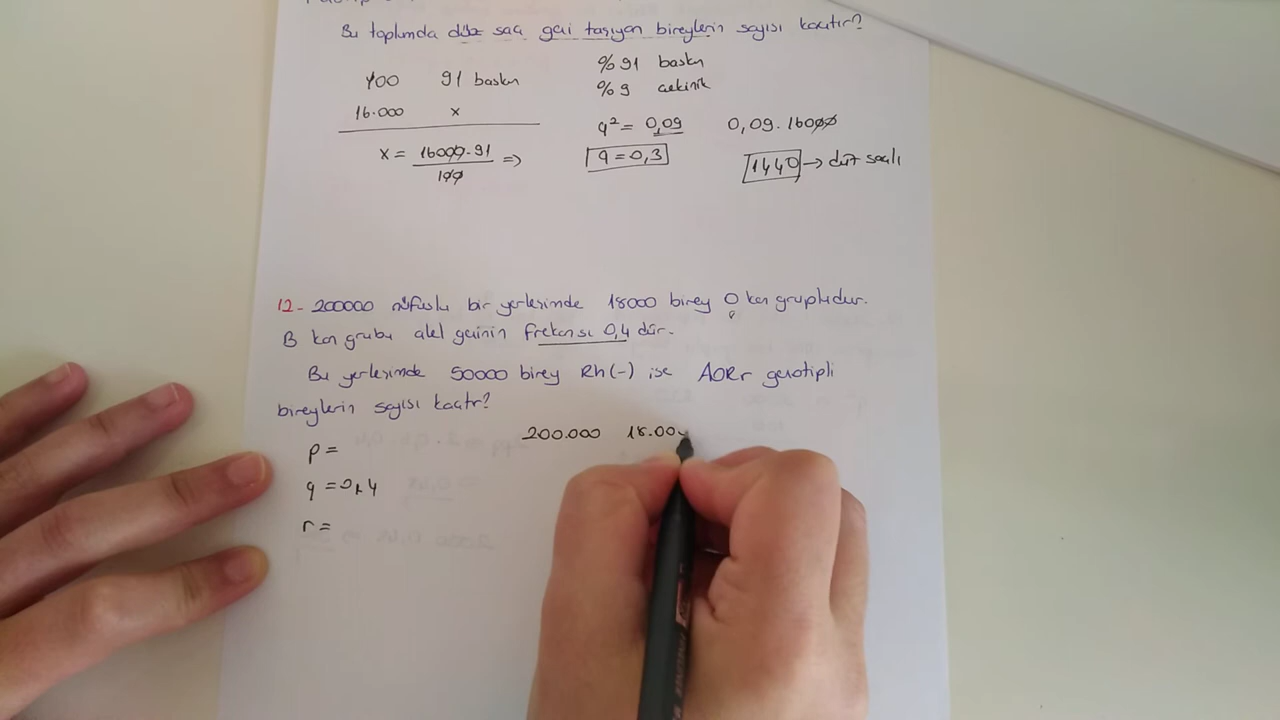 Bu toplumda düz saç geni taşıyan bireylerin sayısı kaçtır?
100 91 baskın
16.000 x
x = 16000.91 =>
100
%91 baskın
%9 çekinik
q² = 0,09
q = 0,3
0,09.16000
1440 → düz saçlı
12- 200000 nüfuslu bir yerleşimde 18000 birey 0 kan grupludur.
B kan grubu alel geninin frekansı 0,4 dür.
Bu yerleşimde 50000 birey Rh(-) ise AORr genotipli
bireylerin sayısı kaçtır?
200.000 18.00
p =
q = 0,4
r =